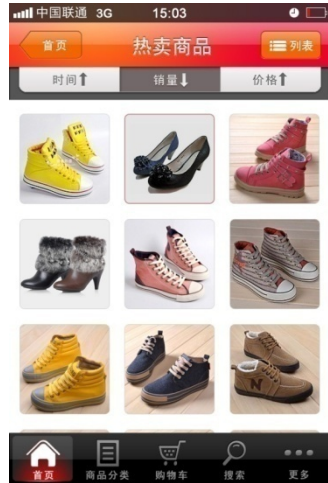 中国联通 3G 15:03
首页 热卖商品 列表
时间⬆ 销量⬇ 价格⬆
N
首页 商品分类 购物车 搜索 更多